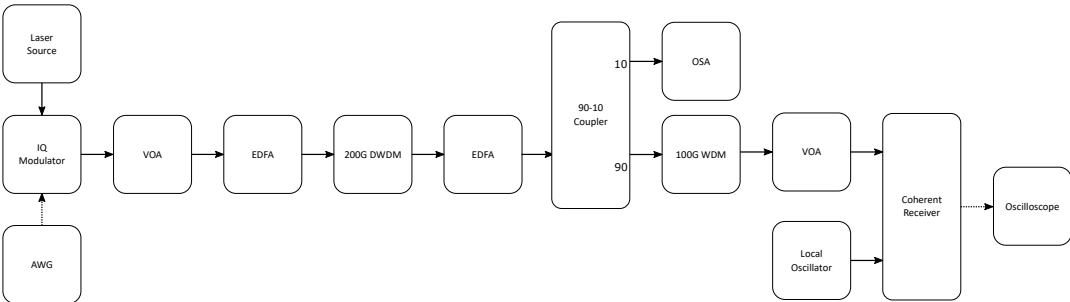 Laser
Source
IQ
Modulator
AWG
VOA
EDFA
200G DWDM
EDFA
90-10
Coupler
10
90
OSA
100G WDM
VOA
Local
Oscillator
Coherent
Receiver
Oscilloscope